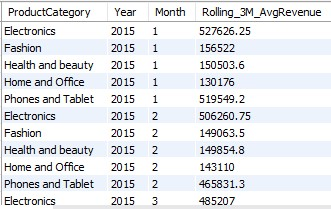 ProductCategory Year Month Rolling_3M_AvgRevenue
Electronics 2015 1 527626.25
Fashion 2015 1 156522
Health and beauty 2015 1 150503.6
Home and Office 2015 1 130176
Phones and Tablet 2015 1 519549.2
Electronics 2015 2 506260.75
Fashion 2015 2 149063.5
Health and beauty 2015 2 149854.8
Home and Office 2015 2 143110
Phones and Tablet 2015 2 465831.3
Electronics 2015 3 485207